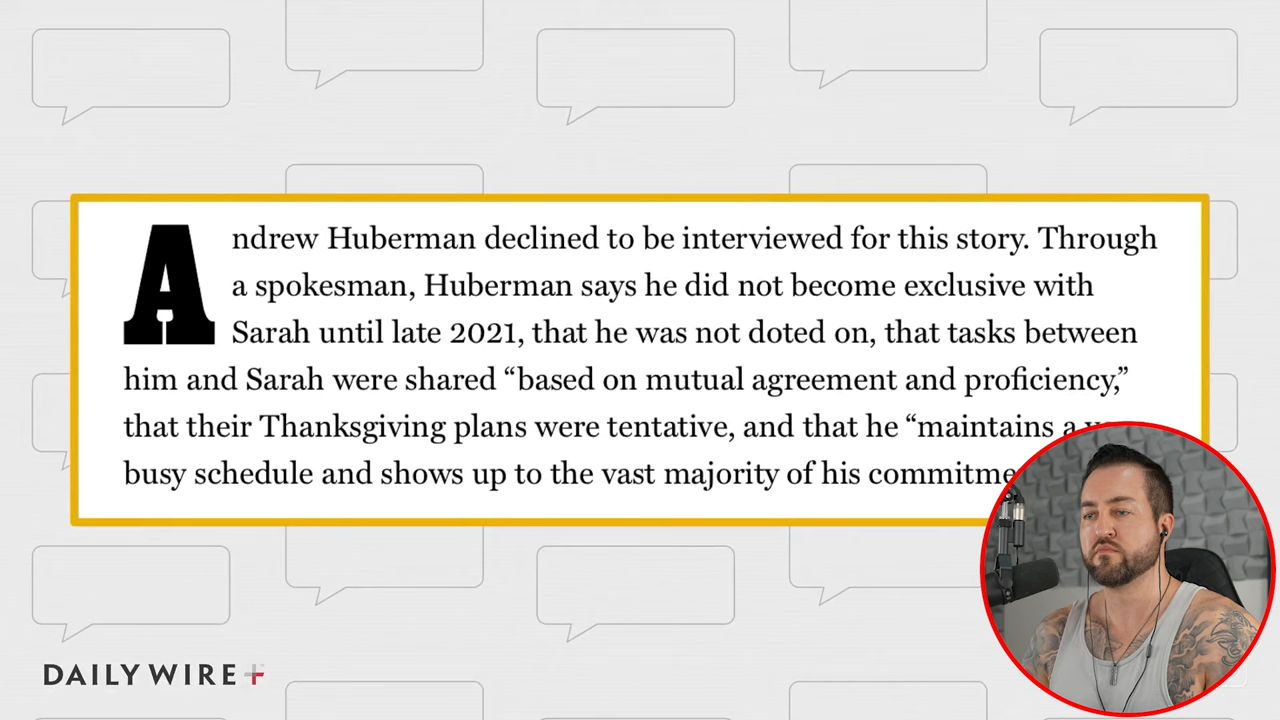 Andrew Huberman declined to be interviewed for this story. Through
a spokesman, Huberman says he did not become exclusive with
Sarah until late 2021, that he was not doted on, that tasks between
him and Sarah were shared “based on mutual agreement and proficiency,”
that their Thanksgiving plans were tentative, and that he “maintains a
busy schedule and shows up to the vast majority of his
DAILY WIRE+